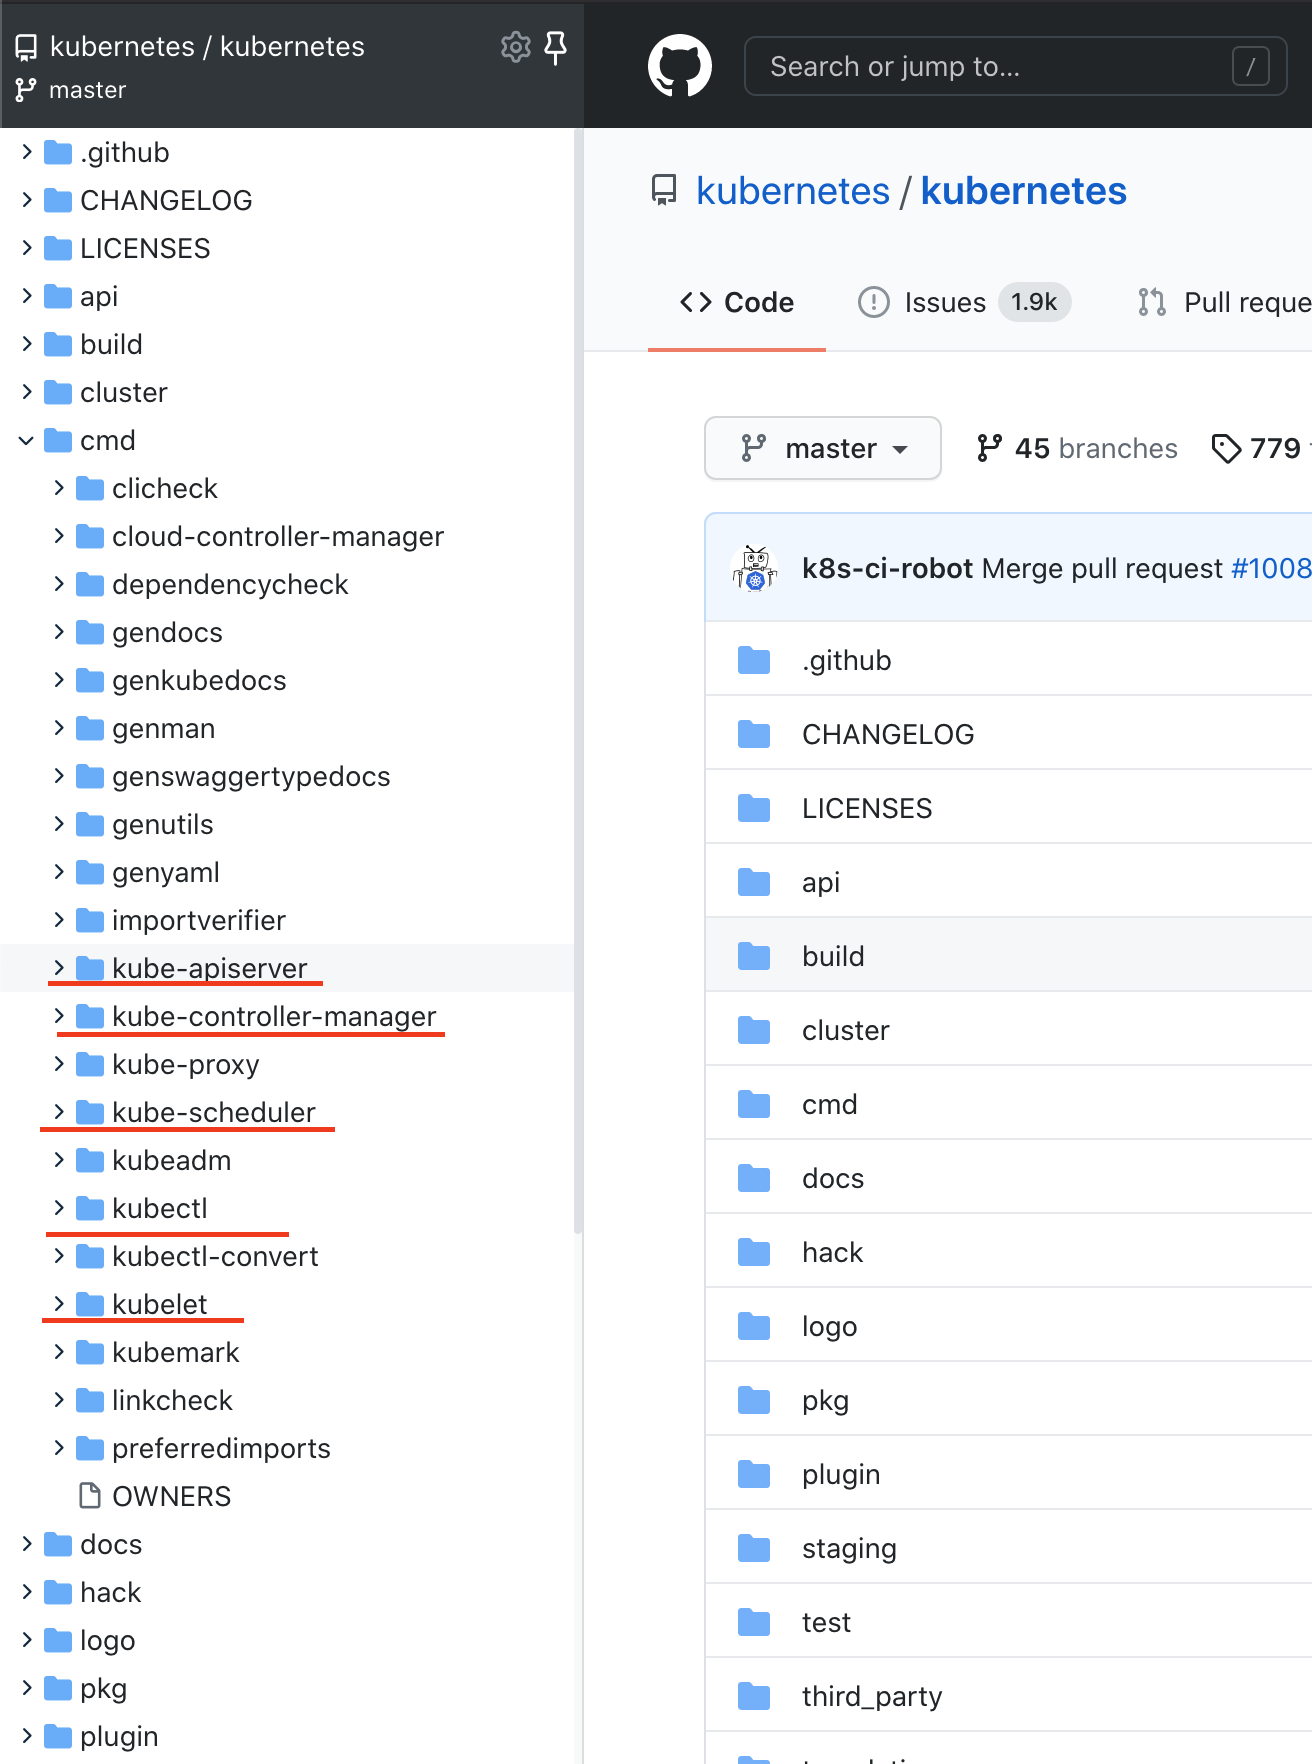 kubernetes / kubernetes
master
.github
CHANGELOG
LICENSES
api
build
cluster
cmd
clicheck
cloud-controller-manager
dependencycheck
gendocs
genkubedocs
genman
genswaggertypedocs
genutils
genyaml
importverifier
kube-apiserver
kube-controller-manager
kube-proxy
kube-scheduler
kubeadm
kubectl
kubectl-convert
kubelet
kubemark
linkcheck
preferredimports
OWNERS
docs
hack
logo
pkg
plugin
Search or jump to... /
kubernetes / kubernetes
Code Issues 1.9k Pull reque
master 45 branches 779
k8s-ci-robot Merge pull request #1008
.github
CHANGELOG
LICENSES
api
build
cluster
cmd
docs
hack
logo
pkg
plugin
staging
test
third_party